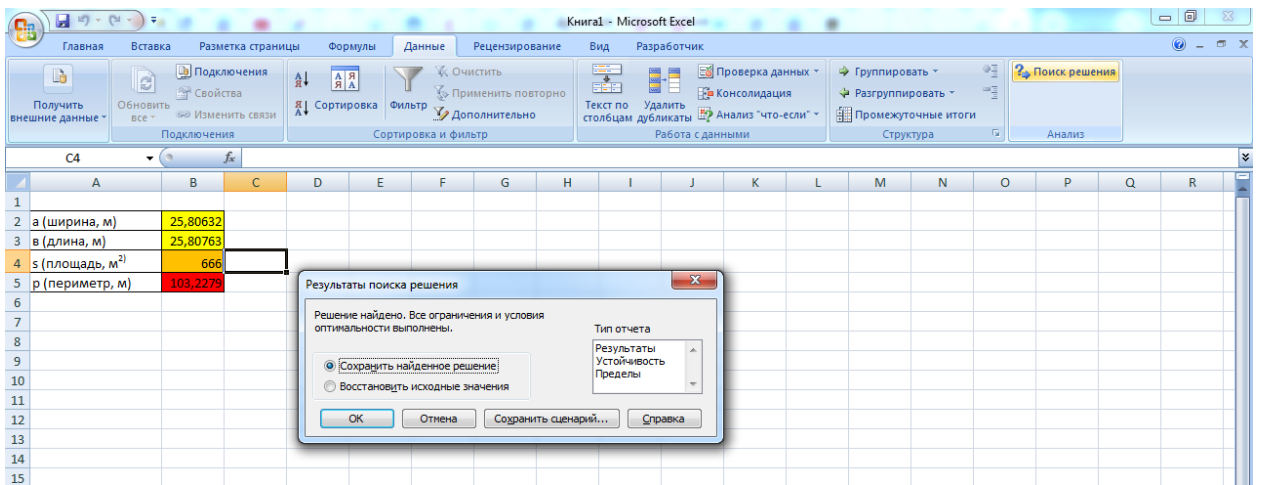 Книга1 - Microsoft Excel
Главная Вставка Разметка страницы Формулы Данные Рецензирование Вид Разработчик
Получить внешние данные
Обновить все
Подключения
Свойства
Изменить связи
Подключения
Сортировка
Фильтр
Очистить
Применить повторно
Дополнительно
Сортировка и фильтр
Текст по столбцам
Удалить дубликаты
Проверка данных
Консолидация
Анализ "что-если"
Работа с данными
Группировать
Разгруппировать
Промежуточные итоги
Структура
Поиск решения
Анализ
C4 fx
A B C D E F G H I J K L M N O P Q R
1
2 а (ширина, м) 25,80632
3 в (длина, м) 25,80763
4 s (площадь, м²⁾ 666
5 р (периметр, м) 103,2279
6
7
8
9
10
11
12
13
14
15
Результаты поиска решения
Решение найдено. Все ограничения и условия
оптимальности выполнены.
Тип отчета
Результаты
Устойчивость
Пределы
Сохранить найденное решение
Восстановить исходные значения
ОК Отмена Сохранить сценарий... Справка